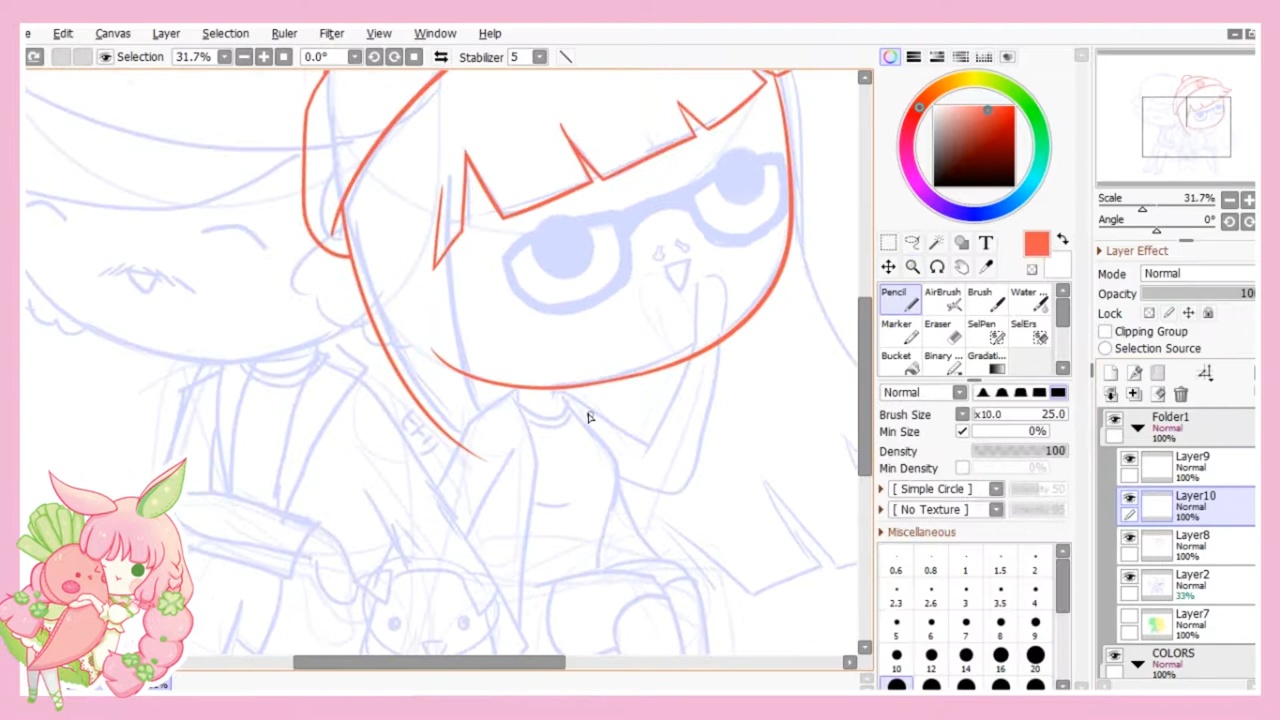 e Edit Canvas Layer Selection Ruler Filter View Window Help
Selection 31.7% 0.0° Stabilizer 5
Scale 31.7%
Angle 0°
Layer Effect
Mode Normal
Opacity 10
Lock
Clipping Group
Selection Source
T
Pencil AirBrush Brush Water ...
Marker Eraser SelPen SelErs
Bucket Binary ... Gradati...
Normal
Brush Size x10.0 25.0
Min Size 0%
Density 100
Min Density 0%
[ Simple Circle ] 50
[ No Texture ]
Miscellaneous
0.6 0.8 1 1.5 2
2.3 2.6 3 3.5 4
5 6 7 8 9
10 12 14 16 20
Folder1
Normal
100%
Layer9
Normal
100%
Layer10
Normal
100%
Layer8
Normal
100%
Layer2
Normal
33%
Layer7
Normal
100%
COLORS
Normal
100%